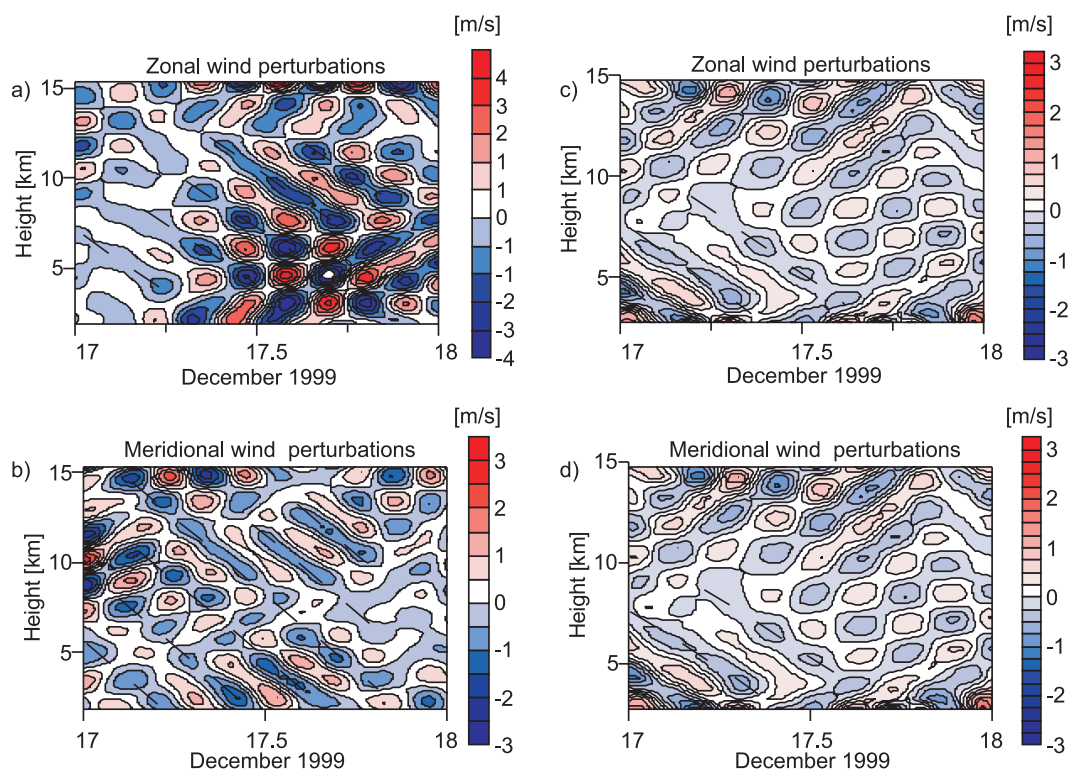 [m/s]
Zonal wind perturbations
a)
15
10
5
Height [km]
17
17.5
18
December 1999
4
3
2
1
0
-1
-1
-2
-3
-4
[m/s]
Zonal wind perturbations
c)
15
10
5
Height [km]
17
17.5
18
December 1999
3
2
1
0
-1
-2
-3
[m/s]
Meridional wind perturbations
b)
15
10
5
Height [km]
17
17.5
18
December 1999
3
2
1
0
-1
-2
-3
[m/s]
Meridional wind perturbations
d)
15
10
5
Height [km]
17
17.5
18
December 1999
3
2
1
0
-1
-2
-3